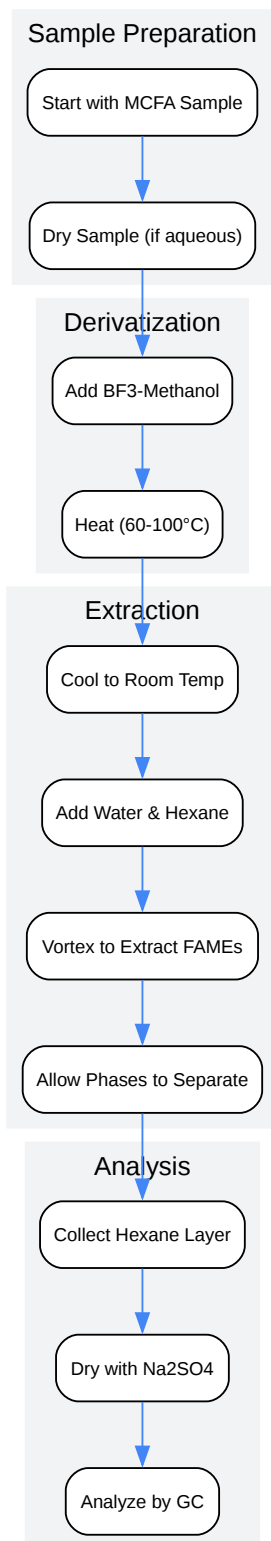 Sample Preparation
Start with MCFA Sample
Dry Sample (if aqueous)
Derivatization
Add BF3-Methanol
Heat (60-100°C)
Extraction
Cool to Room Temp
Add Water & Hexane
Vortex to Extract FAMEs
Allow Phases to Separate
Analysis
Collect Hexane Layer
Dry with Na2SO4
Analyze by GC